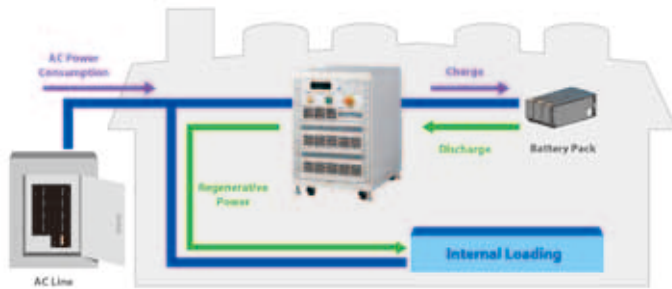 AC Power
Consumption
Charge
Discharge
Battery Pack
Regenerative
Power
Internal Loading
AC Line